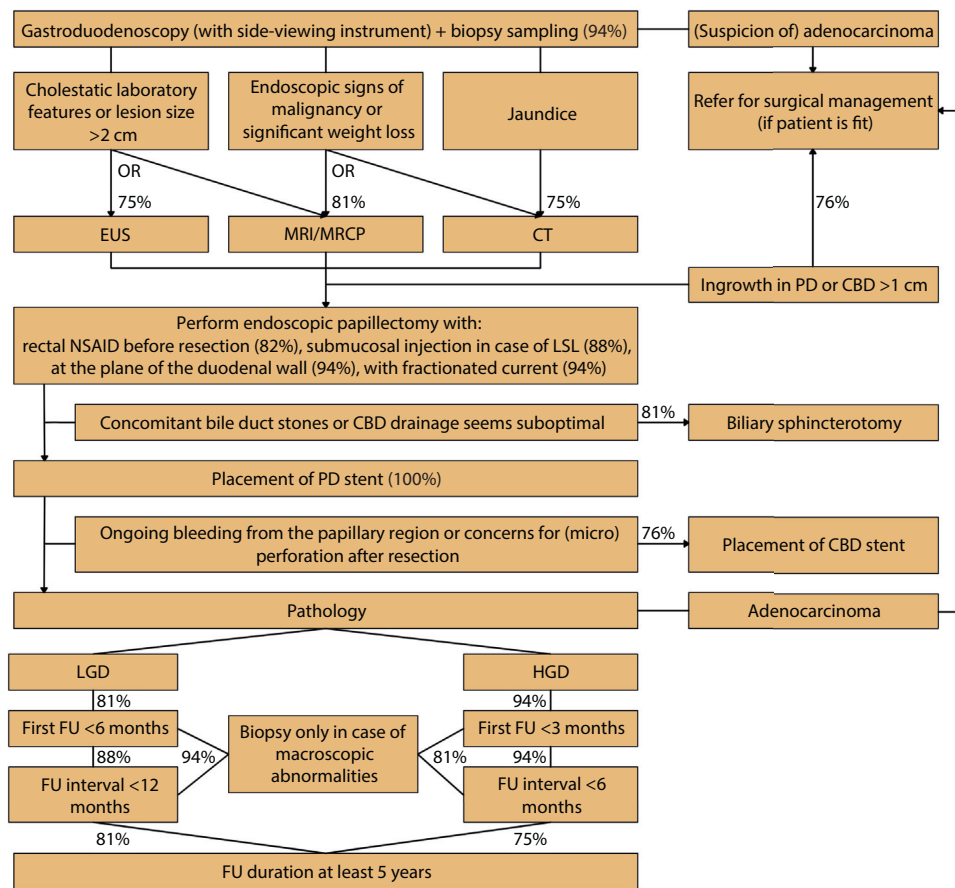 Gastroduodenoscopy (with side-viewing instrument) + biopsy sampling (94%)
(Suspicion of) adenocarcinoma
Cholestatic laboratory
features or lesion size
>2 cm
Endoscopic signs of
malignancy or
significant weight loss
Jaundice
Refer for surgical management
(if patient is fit)
OR
OR
75%
81%
75%
76%
EUS
MRI/MRCP
CT
Ingrowth in PD or CBD >1 cm
Perform endoscopic papillectomy with:
rectal NSAID before resection (82%), submucosal injection in case of LSL (88%),
at the plane of the duodenal wall (94%), with fractionated current (94%)
Concomitant bile duct stones or CBD drainage seems suboptimal
81%
Biliary sphincterotomy
Placement of PD stent (100%)
Ongoing bleeding from the papillary region or concerns for (micro)
perforation after resection
76%
Placement of CBD stent
Pathology
Adenocarcinoma
LGD
HGD
81%
94%
First FU <6 months
Biopsy only in case of
macroscopic
abnormalities
First FU <3 months
88%
94%
81%
94%
FU interval <12
months
FU interval <6
months
81%
75%
FU duration at least 5 years